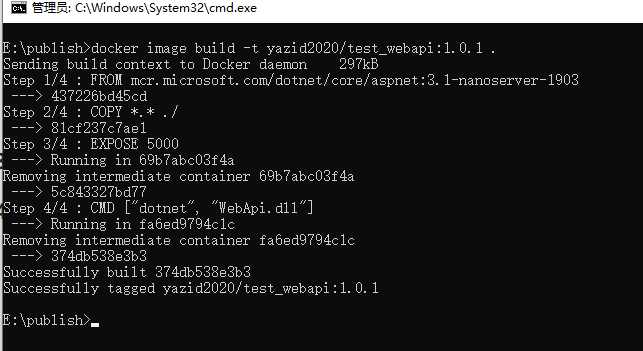 管理员: C:\Windows\System32\cmd.exe
E:\publish>docker image build -t yazid2020/test_webapi:1.0.1 .
Sending build context to Docker daemon    297kB
Step 1/4 : FROM mcr.microsoft.com/dotnet/core/aspnet:3.1-nanoserver-1903
 ---> 437226bd45cd
Step 2/4 : COPY *.* ./
 ---> 81cf237c7ae1
Step 3/4 : EXPOSE 5000
 ---> Running in 69b7abc03f4a
Removing intermediate container 69b7abc03f4a
 ---> 5c843327bd77
Step 4/4 : CMD ["dotnet", "WebApi.dll"]
 ---> Running in fa6ed9794c1c
Removing intermediate container fa6ed9794c1c
 ---> 374db538e3b3
Successfully built 374db538e3b3
Successfully tagged yazid2020/test_webapi:1.0.1
E:\publish>